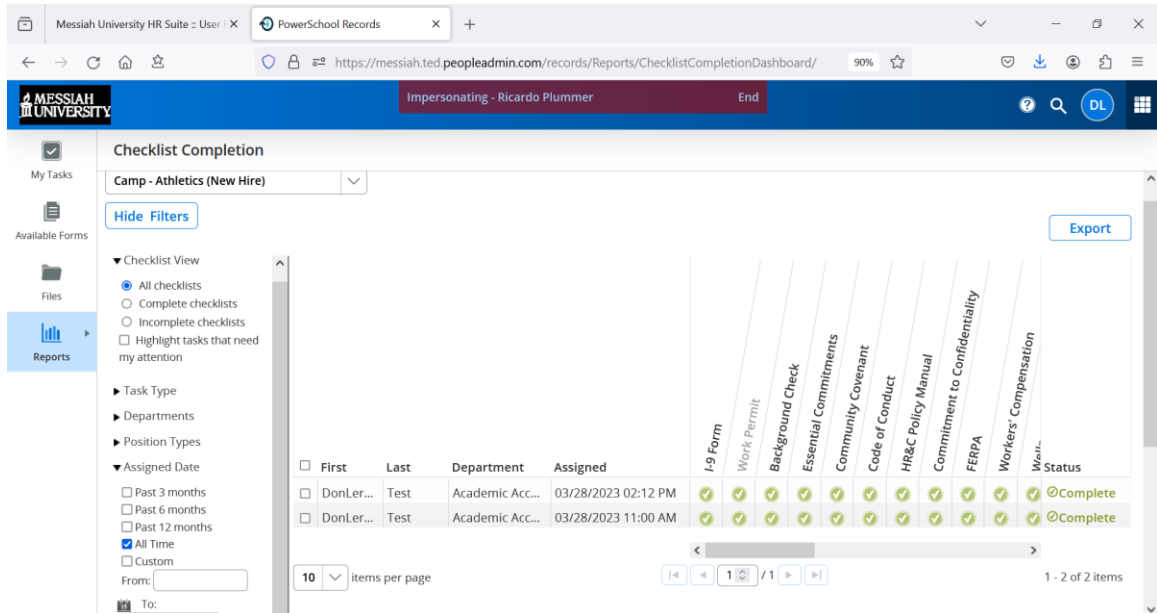 Messiah University HR Suite :: User
PowerSchool Records
https://messiah.ted.peopleadmin.com/records/Reports/ChecklistCompletionDashboard/
90%
MESSIAH
UNIVERSITY
Impersonating - Ricardo Plummer End
DL
My Tasks
Available Forms
Files
Reports
Checklist Completion
Camp - Athletics (New Hire)
Hide Filters
Export
Checklist View
All checklists
Complete checklists
Incomplete checklists
Highlight tasks that need
my attention
Task Type
Departments
Position Types
Assigned Date
Past 3 months
Past 6 months
Past 12 months
All Time
Custom
From:
To:
First Last Department Assigned I-9 Form Work Permit Background Check Essential Commitments Community Covenant Code of Conduct HR&C Policy Manual Commitment to Confidentiality FERPA Workers' Compensation Status
DonLer... Test Academic Acc... 03/28/2023 02:12 PM Complete
DonLer... Test Academic Acc... 03/28/2023 11:00 AM Complete
10 items per page
1 / 1
1 - 2 of 2 items